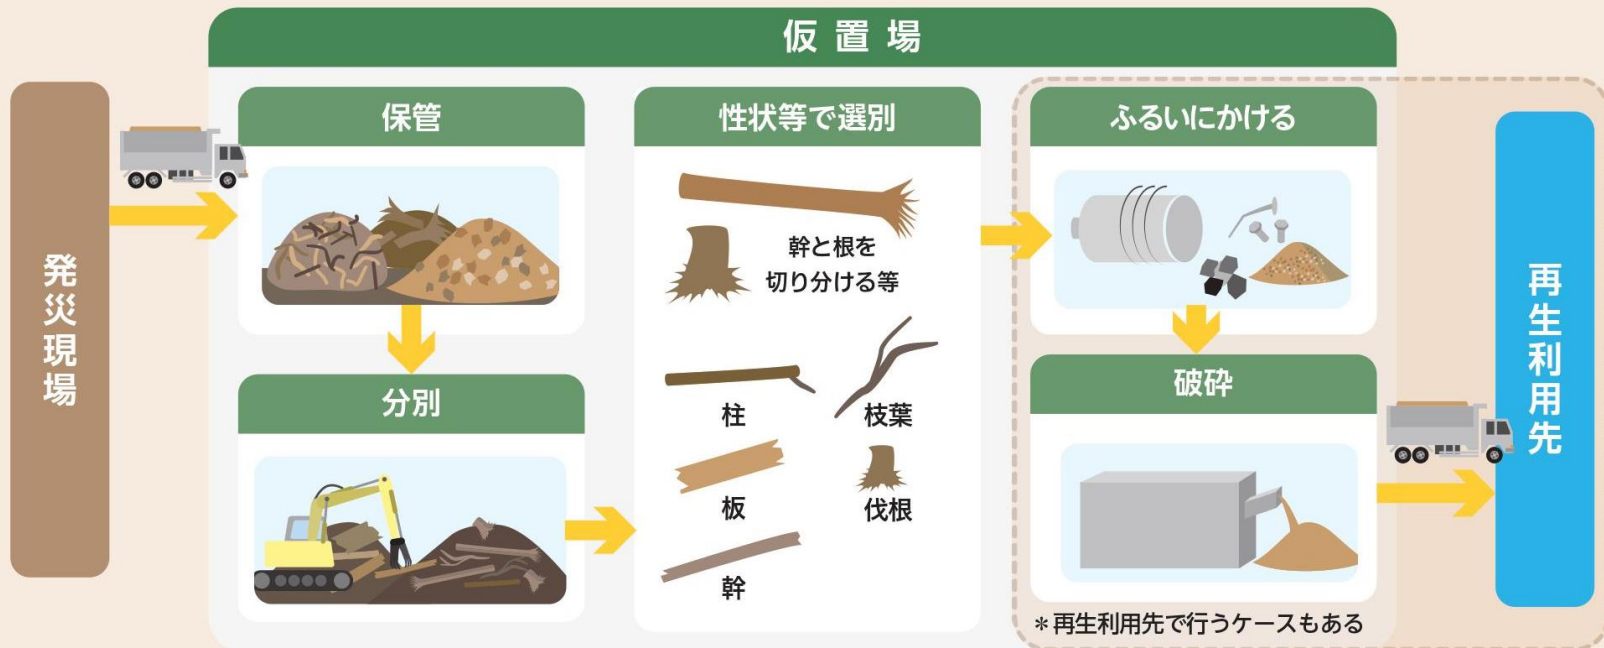 仮置場
発災現場
保管
分別
性状等で選別
幹と根を
切り分ける等
柱
枝葉
板
伐根
幹
ふるいにかける
破砕
＊再生利用先で行うケースもある
再生利用先